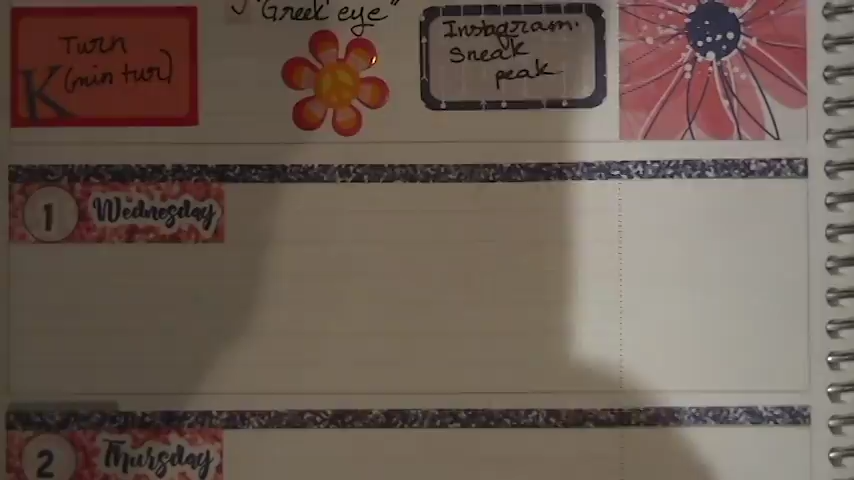 "Greek eye"
Turn
K (min tur)
Instagram.
Sneak
peak
1 Wednesday
2 Thursday